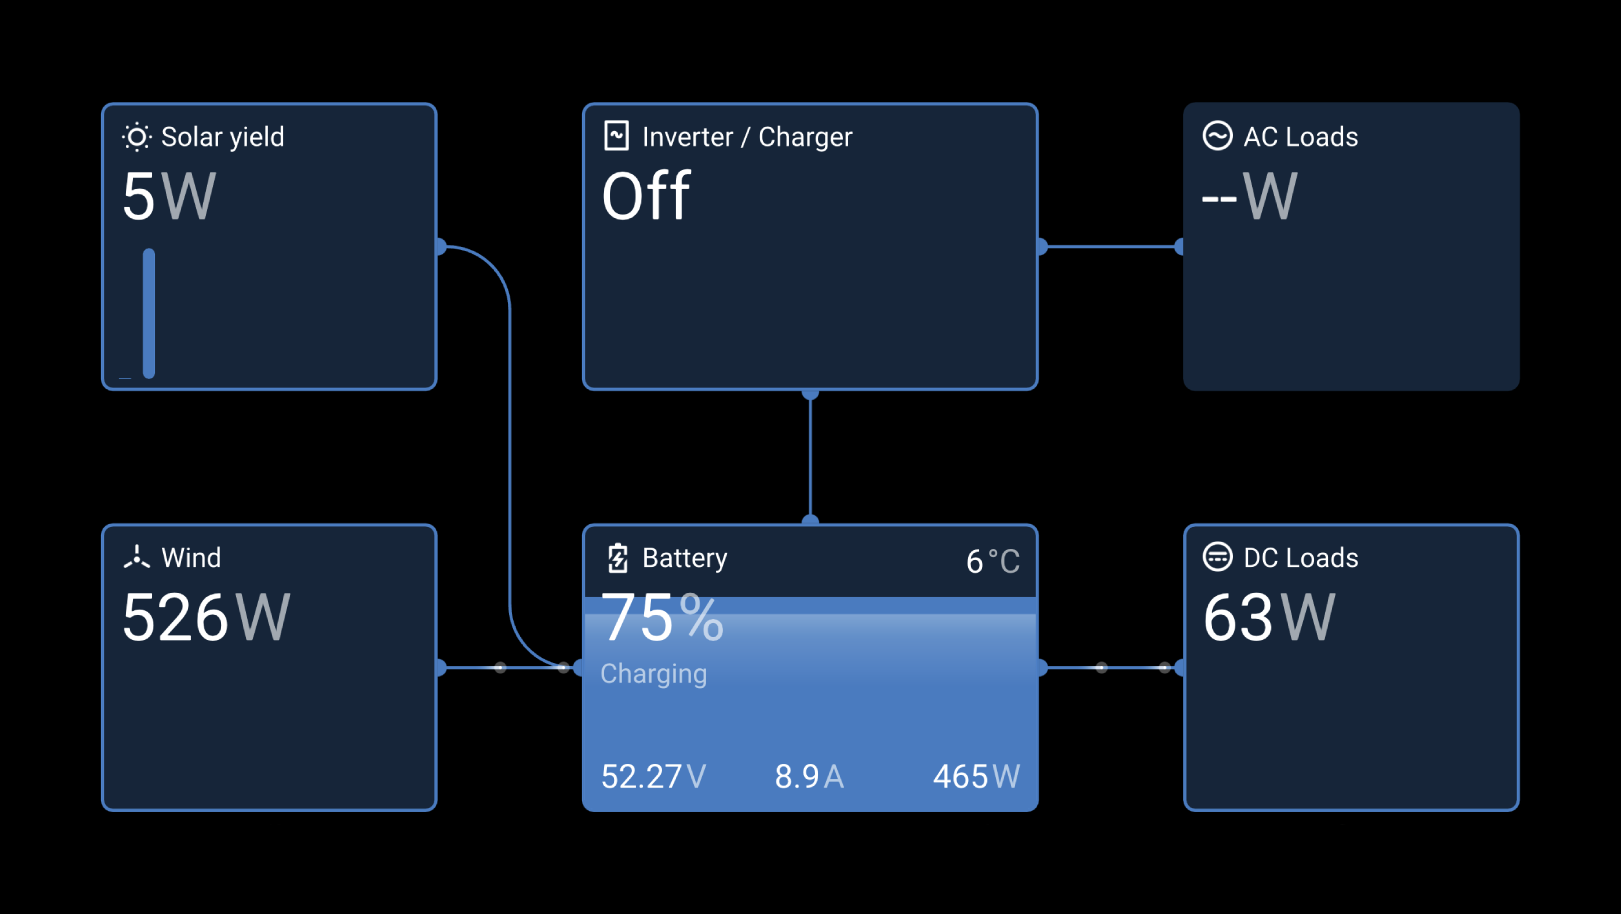 Solar yield
5W
Inverter / Charger
Off
AC Loads
--W
Wind
526W
Battery
6°C
75%
Charging
52.27V
8.9A
465W
DC Loads
63W